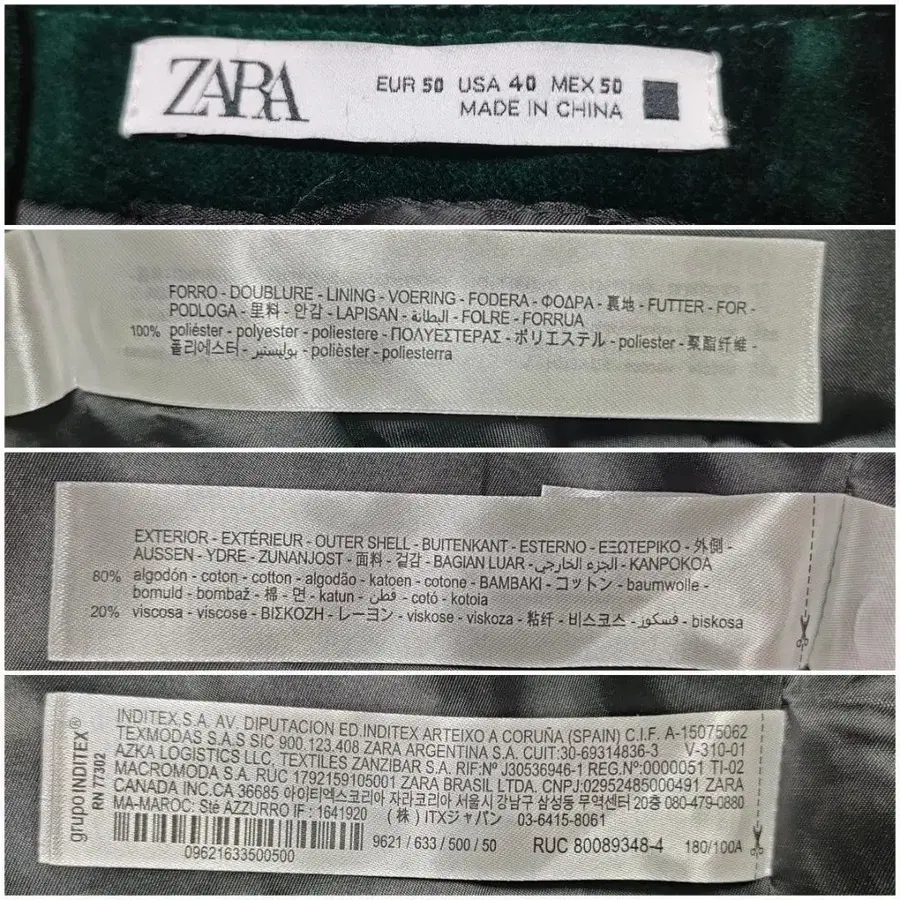 ZARA
EUR 50 USA 40 MEX 50
MADE IN CHINA
FORRO - DOUBLURE - LINING - VOERING - FODERA - ΦΟΔΡΑ - 裏地 - FUTTER - FOR -
PODLOGA - 里料 - 안감 - LAPISAN - البطانة - FOLRE - FORRUA
100% poliéster - polyester - poliestere - ΠΟΛΥΕΣΤΕΡΑΣ - ポリエステル - poliester - 聚酯纤维 -
폴리에스터 - بوليستير - polièster - poliesterra
EXTERIOR - EXTÉRIEUR - OUTER SHELL - BUITENKANT - ESTERNO - ΕΞΩΤΕΡΙΚΟ - 外側 -
AUSSEN - YDRE - ZUNANJOST - 面料 - 겉감 - BAGIAN LUAR - الجزء الخارجي - KANPOKOA
80% algodón - coton - cotton - algodão - katoen - cotone - ΒΑΜΒΑΚΙ - コットン - baumwolle -
bomuld - bombaž - 棉 - 면 - katun - قطن - cotó - kotoia
20% viscosa - viscose - ΒΙΣΚΟΖΗ - レーヨン - viskose - viskoza - 粘纤 - 비스코스 - فسكوز - biskosa
grupo INDITEX®
RN 77302
INDITEX,S.A. AV. DIPUTACION ED.INDITEX ARTEIXO A CORUÑA (SPAIN) C.I.F. A-15075062
TEXMODAS S.A.S SIC 900.123.408 ZARA ARGENTINA S.A. CUIT:30-69314836-3 V-310-01
AZKA LOGISTICS LLC, TEXTILES ZANZIBAR S.A. RIF:Nº J30536946-1 REG.Nº:0000051 TI-02
MACROMODA S.A. RUC 1792159105001 ZARA BRASIL LTDA. CNPJ:02952485000491 ZARA
CANADA INC.CA 36685 아이티엑스코리아 자라코리아 서울시 강남구 삼성동 무역센터 20층 080-479-0880
MA-MAROC: Sté AZZURRO IF : 1641920 (株) ITXジャパン 03-6415-8061
09621633500500
9621 / 633 / 500 / 50 RUC 80089348-4 180/100A